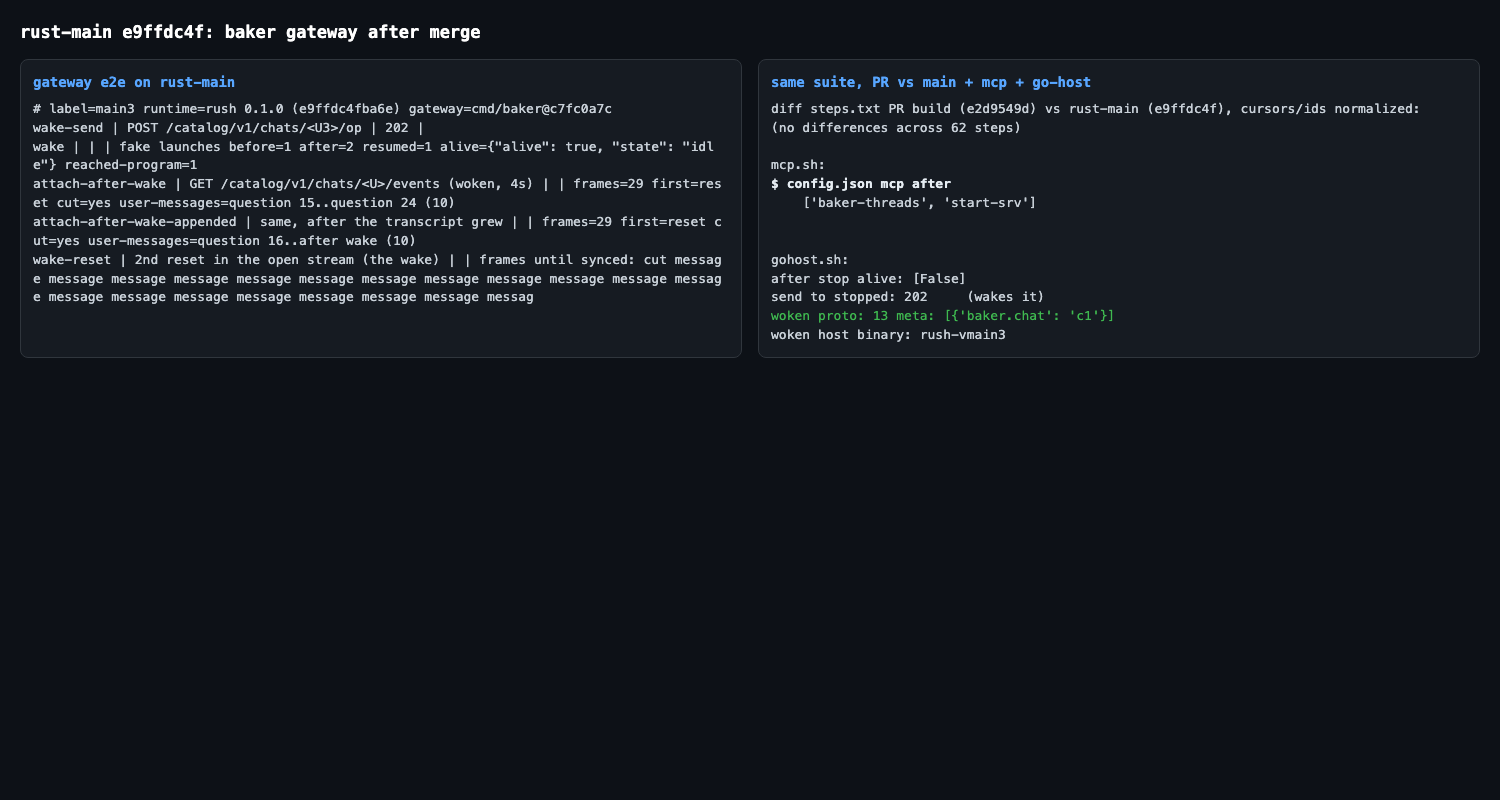 rust-main e9ffdc4f: baker gateway after merge
gateway e2e on rust-main
# label=main3 runtime=rush 0.1.0 (e9ffdc4fba6e) gateway=cmd/baker@c7fc0a7c
wake-send | POST /catalog/v1/chats/<U3>/op | 202 |
wake | | | fake launches before=1 after=2 resumed=1 alive={"alive": true, "state": "idl
e"} reached-program=1
attach-after-wake | GET /catalog/v1/chats/<U>/events (woken, 4s) | | frames=29 first=res
et cut=yes user-messages=question 15..question 24 (10)
attach-after-wake-appended | same, after the transcript grew | | frames=29 first=reset c
ut=yes user-messages=question 16..after wake (10)
wake-reset | 2nd reset in the open stream (the wake) | | frames until synced: cut messag
e message message message message message message message message message message messag
e message message message message message message message messag
same suite, PR vs main + mcp + go-host
diff steps.txt PR build (e2d9549d) vs rust-main (e9ffdc4f), cursors/ids normalized:
(no differences across 62 steps)
mcp.sh:
$ config.json mcp after
['baker-threads', 'start-srv']
gohost.sh:
after stop alive: [False]
send to stopped: 202     (wakes it)
woken proto: 13 meta: [{'baker.chat': 'c1'}]
woken host binary: rush-vmain3